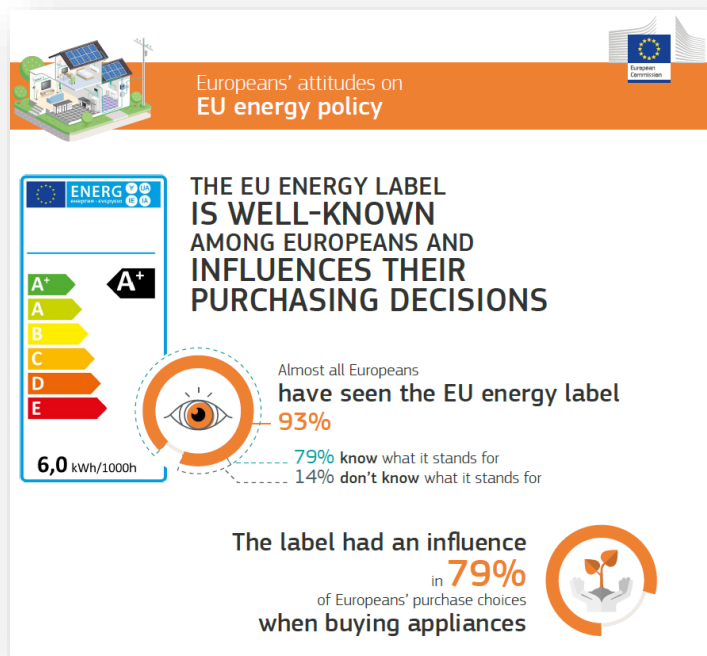 European
Commission
Europeans' attitudes on
EU energy policy
ENERG Y UA
енергия · ενεργεια IE IA
THE EU ENERGY LABEL
IS WELL-KNOWN
AMONG EUROPEANS AND
INFLUENCES THEIR
PURCHASING DECISIONS
A+ A+
A
B
C
D
E
6,0 kWh/1000h
Almost all Europeans
have seen the EU energy label
93%
79% know what it stands for
14% don't know what it stands for
The label had an influence
in 79%
of Europeans' purchase choices
when buying appliances